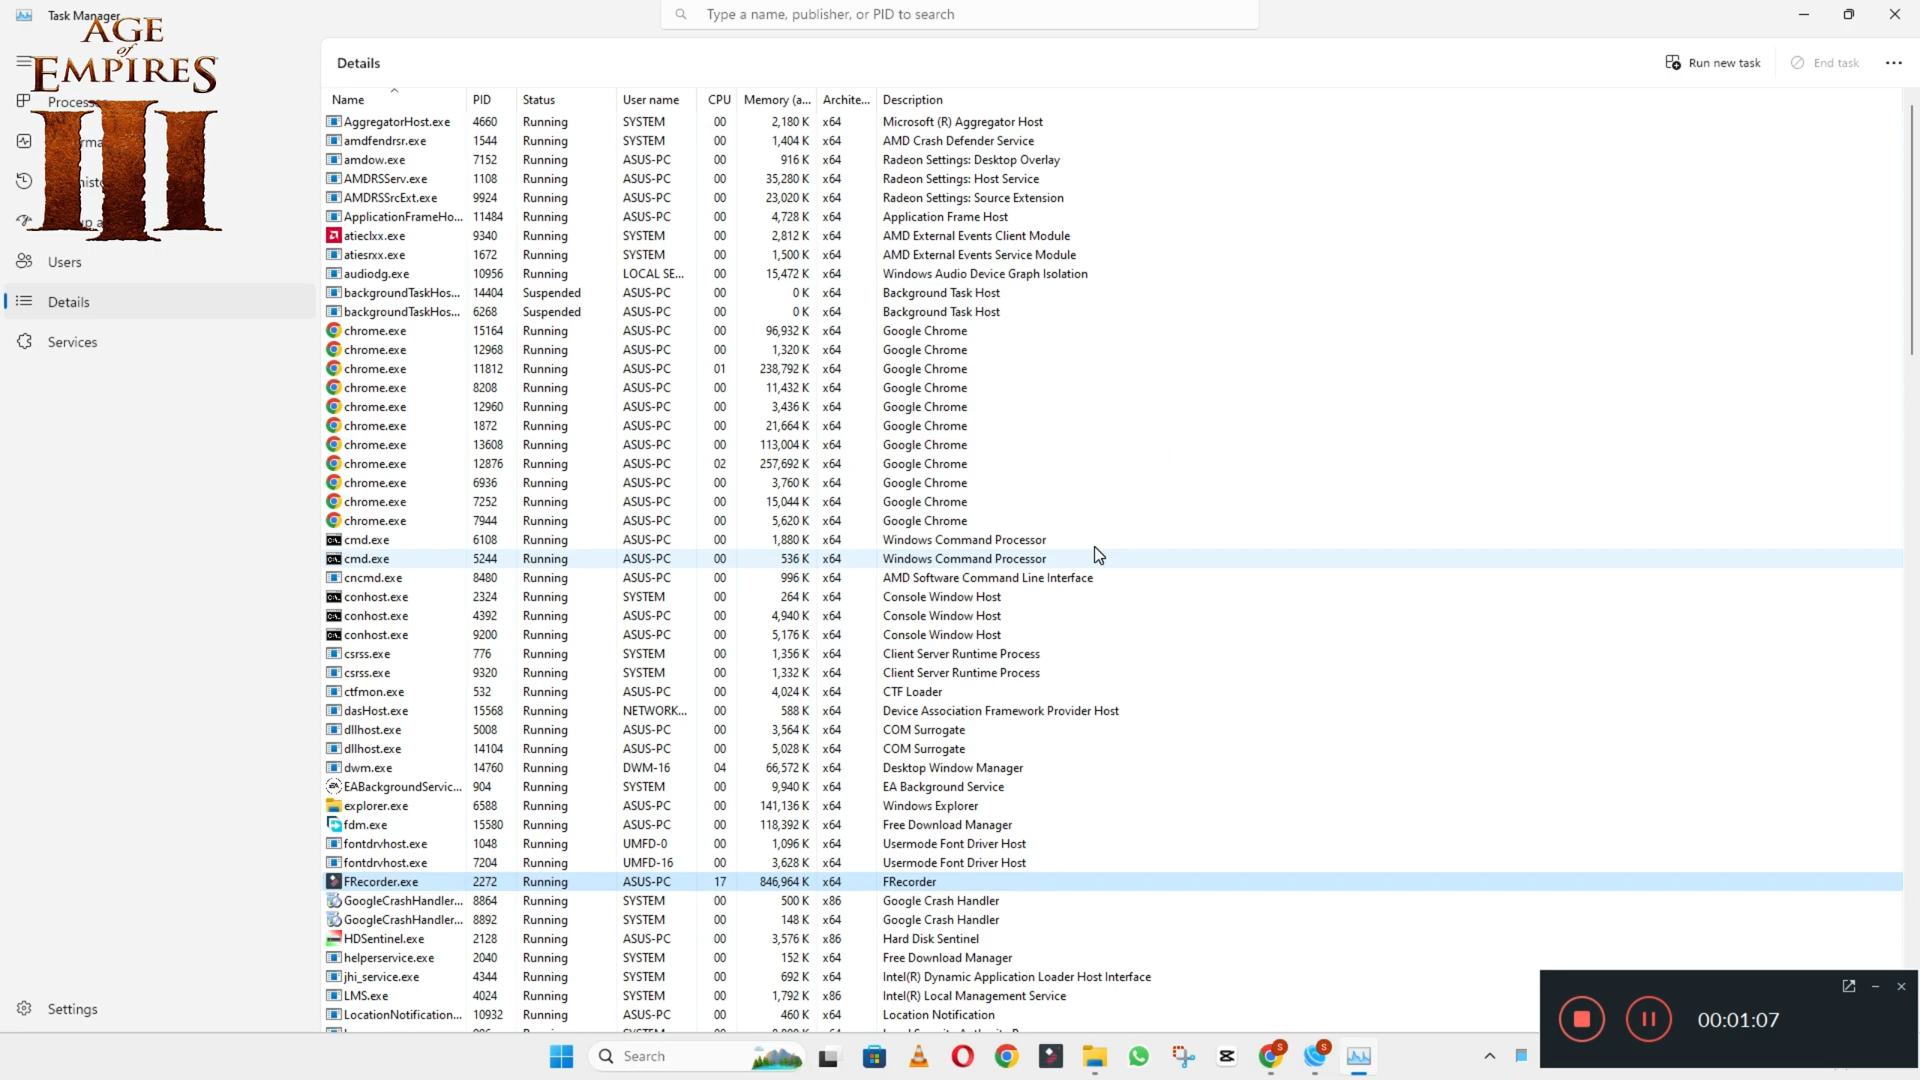 Task Manager
Type a name, publisher, or PID to search
AGE
of
EMPIRES
III
Details
Run new task
End task
Users
Details
Services
Settings
Name PID Status User name CPU Memory (a... Archite... Description
AggregatorHost.exe 4660 Running SYSTEM 00 2,180 K x64 Microsoft (R) Aggregator Host
amdfendrsr.exe 1544 Running SYSTEM 00 1,404 K x64 AMD Crash Defender Service
amdow.exe 7152 Running ASUS-PC 00 916 K x64 Radeon Settings: Desktop Overlay
AMDRSServ.exe 1108 Running ASUS-PC 00 35,280 K x64 Radeon Settings: Host Service
AMDRSSrcExt.exe 9924 Running ASUS-PC 00 23,020 K x64 Radeon Settings: Source Extension
ApplicationFrameHo... 11484 Running ASUS-PC 00 4,728 K x64 Application Frame Host
atieclxx.exe 9340 Running SYSTEM 00 2,812 K x64 AMD External Events Client Module
atiesrxx.exe 1672 Running SYSTEM 00 1,500 K x64 AMD External Events Service Module
audiodg.exe 10956 Running LOCAL SE... 00 15,472 K x64 Windows Audio Device Graph Isolation
backgroundTaskHos... 14404 Suspended ASUS-PC 00 0 K x64 Background Task Host
backgroundTaskHos... 6268 Suspended ASUS-PC 00 0 K x64 Background Task Host
chrome.exe 15164 Running ASUS-PC 00 96,932 K x64 Google Chrome
chrome.exe 12968 Running ASUS-PC 00 1,320 K x64 Google Chrome
chrome.exe 11812 Running ASUS-PC 01 238,792 K x64 Google Chrome
chrome.exe 8208 Running ASUS-PC 00 11,432 K x64 Google Chrome
chrome.exe 12960 Running ASUS-PC 00 3,436 K x64 Google Chrome
chrome.exe 1872 Running ASUS-PC 00 21,664 K x64 Google Chrome
chrome.exe 13608 Running ASUS-PC 00 113,004 K x64 Google Chrome
chrome.exe 12876 Running ASUS-PC 02 257,692 K x64 Google Chrome
chrome.exe 6936 Running ASUS-PC 00 3,760 K x64 Google Chrome
chrome.exe 7252 Running ASUS-PC 00 15,044 K x64 Google Chrome
chrome.exe 7944 Running ASUS-PC 00 5,620 K x64 Google Chrome
cmd.exe 6108 Running ASUS-PC 00 1,880 K x64 Windows Command Processor
cmd.exe 5244 Running ASUS-PC 00 536 K x64 Windows Command Processor
cncmd.exe 8480 Running ASUS-PC 00 996 K x64 AMD Software Command Line Interface
conhost.exe 2324 Running SYSTEM 00 264 K x64 Console Window Host
conhost.exe 4392 Running ASUS-PC 00 4,940 K x64 Console Window Host
conhost.exe 9200 Running ASUS-PC 00 5,176 K x64 Console Window Host
csrss.exe 776 Running SYSTEM 00 1,356 K x64 Client Server Runtime Process
csrss.exe 9320 Running SYSTEM 00 1,332 K x64 Client Server Runtime Process
ctfmon.exe 532 Running ASUS-PC 00 4,024 K x64 CTF Loader
dasHost.exe 15568 Running NETWORK... 00 588 K x64 Device Association Framework Provider Host
dllhost.exe 5008 Running ASUS-PC 00 3,564 K x64 COM Surrogate
dllhost.exe 14104 Running ASUS-PC 00 5,028 K x64 COM Surrogate
dwm.exe 14760 Running DWM-16 04 66,572 K x64 Desktop Window Manager
EABackgroundServic... 904 Running SYSTEM 00 9,940 K x64 EA Background Service
explorer.exe 6588 Running ASUS-PC 00 141,136 K x64 Windows Explorer
fdm.exe 15580 Running ASUS-PC 00 118,392 K x64 Free Download Manager
fontdrvhost.exe 1048 Running UMFD-0 00 1,096 K x64 Usermode Font Driver Host
fontdrvhost.exe 7204 Running UMFD-16 00 3,628 K x64 Usermode Font Driver Host
FRecorder.exe 2272 Running ASUS-PC 17 846,964 K x64 FRecorder
GoogleCrashHandler... 8864 Running SYSTEM 00 500 K x86 Google Crash Handler
GoogleCrashHandler... 8892 Running SYSTEM 00 148 K x64 Google Crash Handler
HDSentinel.exe 2128 Running ASUS-PC 00 3,576 K x86 Hard Disk Sentinel
helperservice.exe 2040 Running SYSTEM 00 152 K x64 Free Download Manager
jhi_service.exe 4344 Running SYSTEM 00 692 K x64 Intel(R) Dynamic Application Loader Host Interface
LMS.exe 4024 Running SYSTEM 00 1,792 K x86 Intel(R) Local Management Service
LocationNotification... 10932 Running ASUS-PC 00 460 K x64 Location Notification
00:01:07
Search
S
S